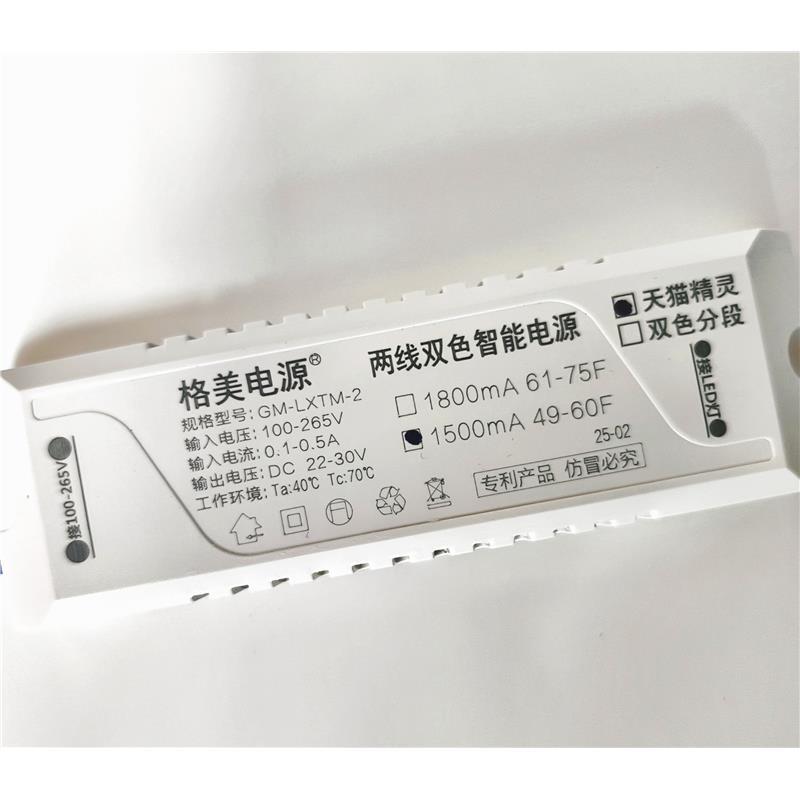 格美电源®
规格型号: GM-LXTM-2
输入电压: 100-265V
输入电流: 0.1-0.5A
输出电压: DC 22-30V
工作环境: Ta:40℃ Tc:70℃
两线双色智能电源
1800mA 61-75F
1500mA 49-60F
25-02
专利产品 仿冒必究
天猫精灵
双色分段
接100-265V
接LED灯